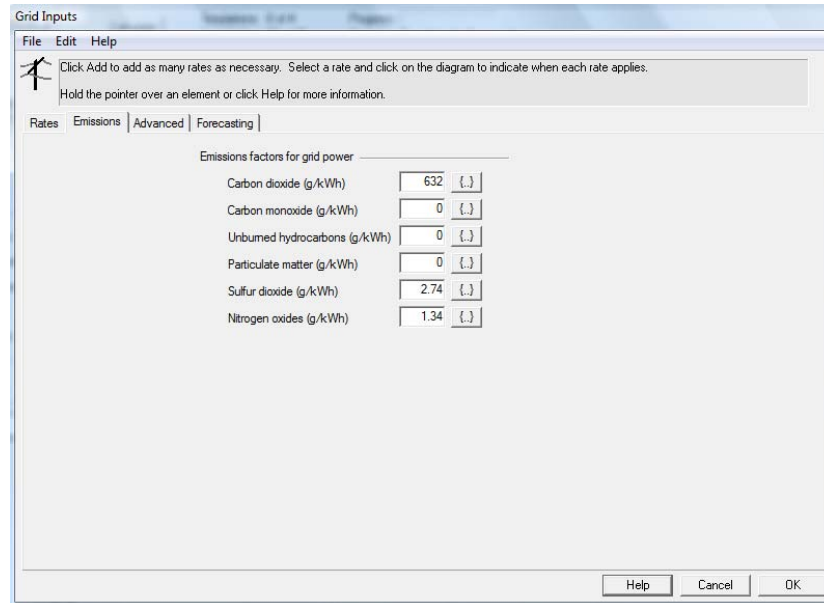 Grid Inputs
File Edit Help
Click Add to add as many rates as necessary. Select a rate and click on the diagram to indicate when each rate applies.
Hold the pointer over an element or click Help for more information.
Rates Emissions Advanced Forecasting
Emissions factors for grid power
Carbon dioxide (g/kWh) 632 {..}
Carbon monoxide (g/kWh) 0 {..}
Unburned hydrocarbons (g/kWh) 0 {..}
Particulate matter (g/kWh) 0 {..}
Sulfur dioxide (g/kWh) 2.74 {..}
Nitrogen oxides (g/kWh) 1.34 {..}
Help Cancel OK